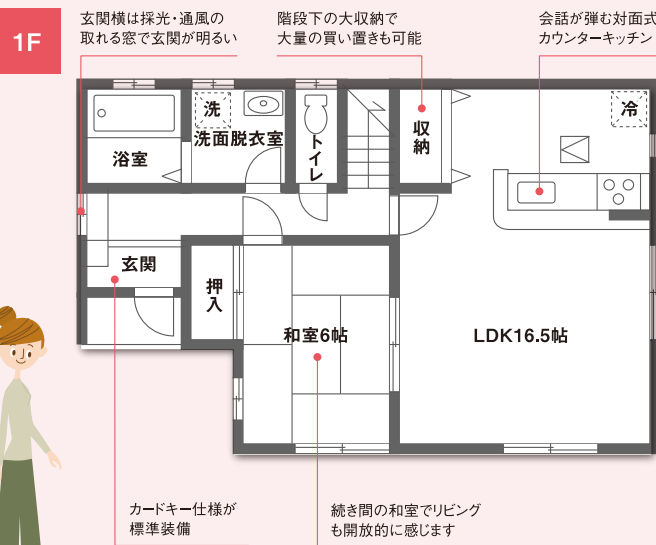 1F
玄関横は採光・通風の
取れる窓で玄関が明るい
階段下の大収納で
大量の買い置きも可能
会話が弾む対面式
カウンターキッチン
浴室
洗
洗面脱衣室
トイレ
収納
冷
玄関
押入
和室6帖
LDK16.5帖
カードキー仕様が
標準装備
続き間の和室でリビング
も開放的に感じます